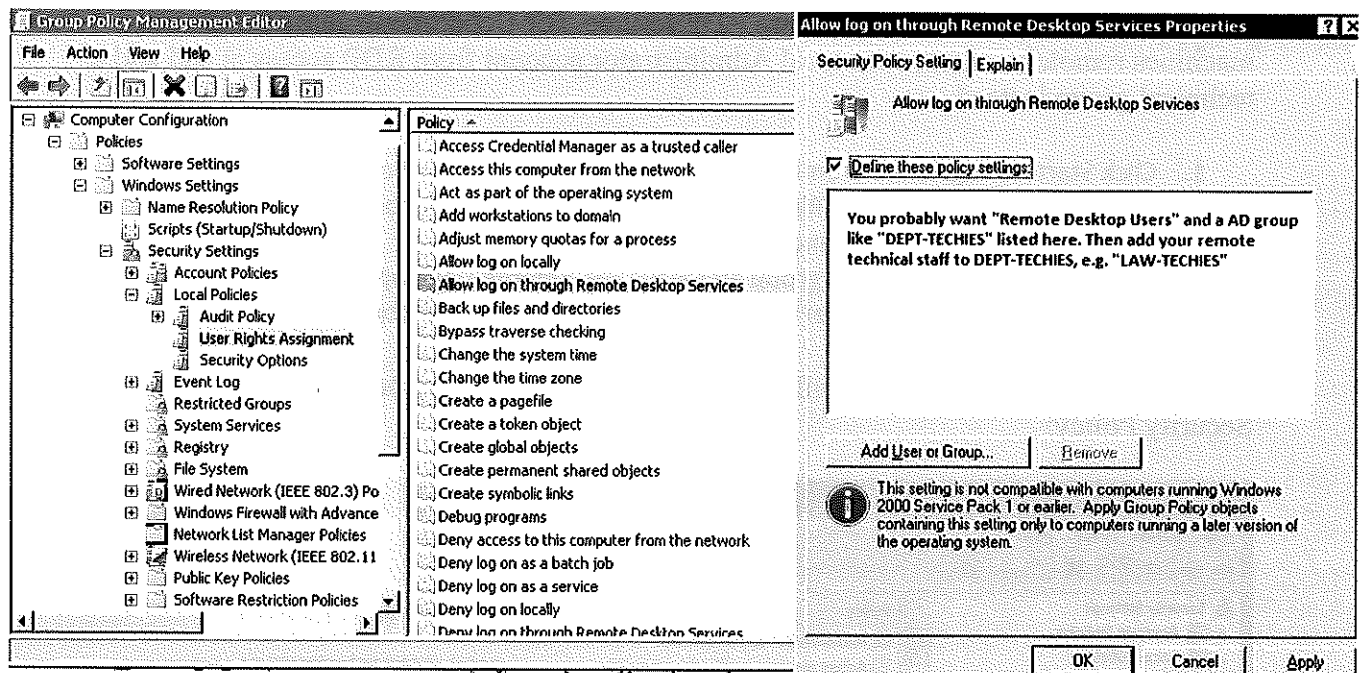 Group Policy Management Editor
File Action View Help
Computer Configuration
Policies
Software Settings
Windows Settings
Name Resolution Policy
Scripts (Startup/Shutdown)
Security Settings
Account Policies
Local Policies
Audit Policy
User Rights Assignment
Security Options
Event Log
Restricted Groups
System Services
Registry
File System
Wired Network (IEEE 802.3) Po
Windows Firewall with Advance
Network List Manager Policies
Wireless Network (IEEE 802.11
Public Key Policies
Software Restriction Policies
Policy
Access Credential Manager as a trusted caller
Access this computer from the network
Act as part of the operating system
Add workstations to domain
Adjust memory quotas for a process
Allow log on locally
Allow log on through Remote Desktop Services
Back up files and directories
Bypass traverse checking
Change the system time
Change the time zone
Create a pagefile
Create a token object
Create global objects
Create permanent shared objects
Create symbolic links
Debug programs
Deny access to this computer from the network
Deny log on as a batch job
Deny log on as a service
Deny log on locally
Deny log on through Remote Desktop Services
Allow log on through Remote Desktop Services Properties
Security Policy Setting Explain
Allow log on through Remote Desktop Services
Define these policy settings:
You probably want "Remote Desktop Users" and a AD group
like "DEPT-TECHIES" listed here. Then add your remote
technical staff to DEPT-TECHIES, e.g. "LAW-TECHIES"
Add User or Group... Remove
This setting is not compatible with computers running Windows
2000 Service Pack 1 or earlier. Apply Group Policy objects
containing this setting only to computers running a later version of
the operating system.
OK Cancel Apply